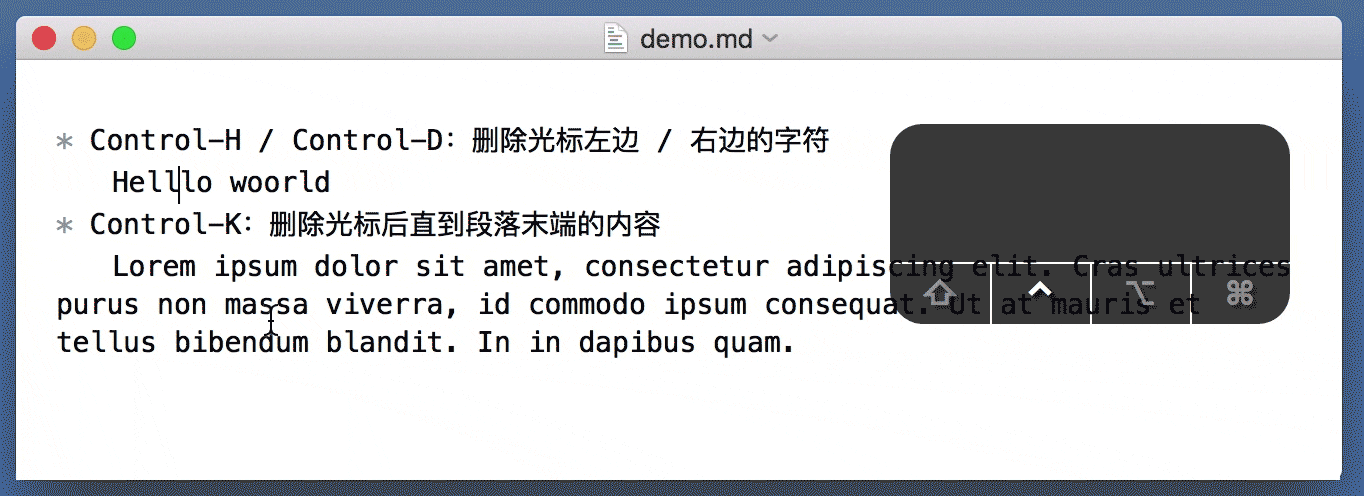 demo.md
* Control-H / Control-D：删除光标左边 / 右边的字符
Helllo woorld
* Control-K：删除光标后直到段落末端的内容
Lorem ipsum dolor sit amet, consectetur adipiscing elit. Cras ultrices
purus non massa viverra, id commodo ipsum consequat. Ut at mauris et
tellus bibendum blandit. In in dapibus quam.